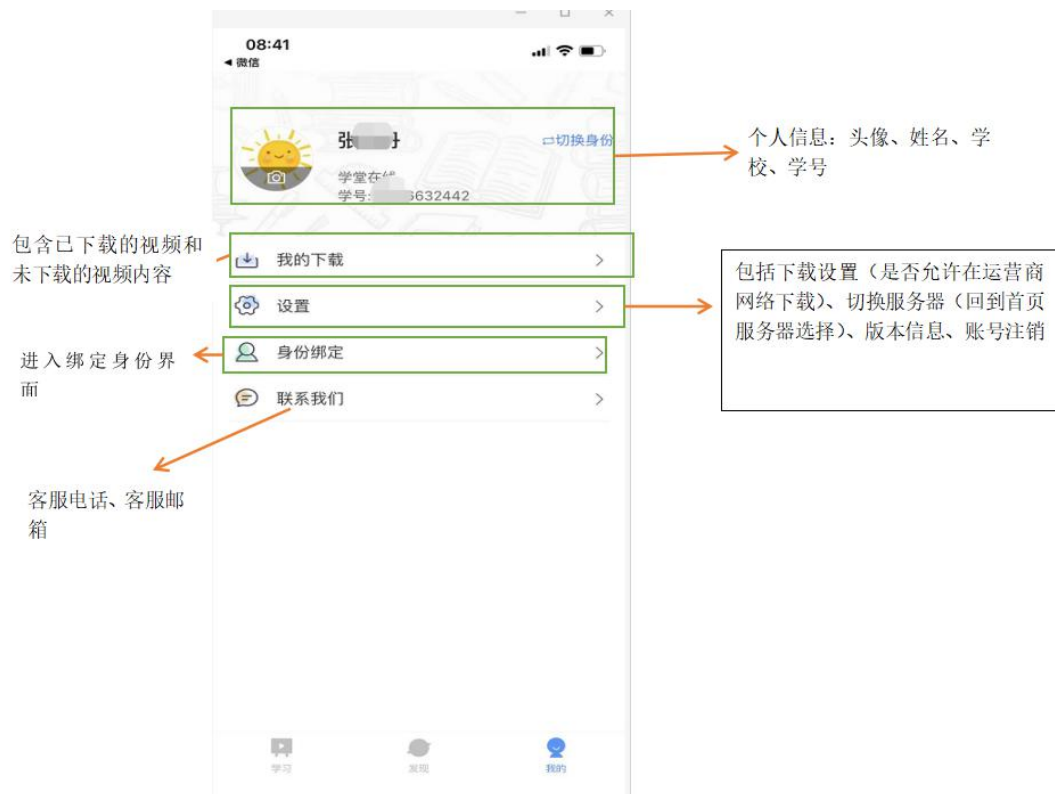 08:41
微信
张
切换身份
学堂在线
学号: 6632442
个人信息：头像、姓名、学
校、学号
包含已下载的视频和
未下载的视频内容
我的下载
设置
包括下载设置（是否允许在运营商
网络下载）、切换服务器（回到首页
服务器选择）、版本信息、账号注销
进入绑定身份界
面
身份绑定
联系我们
客服电话、客服邮
箱
学习
发现
我的